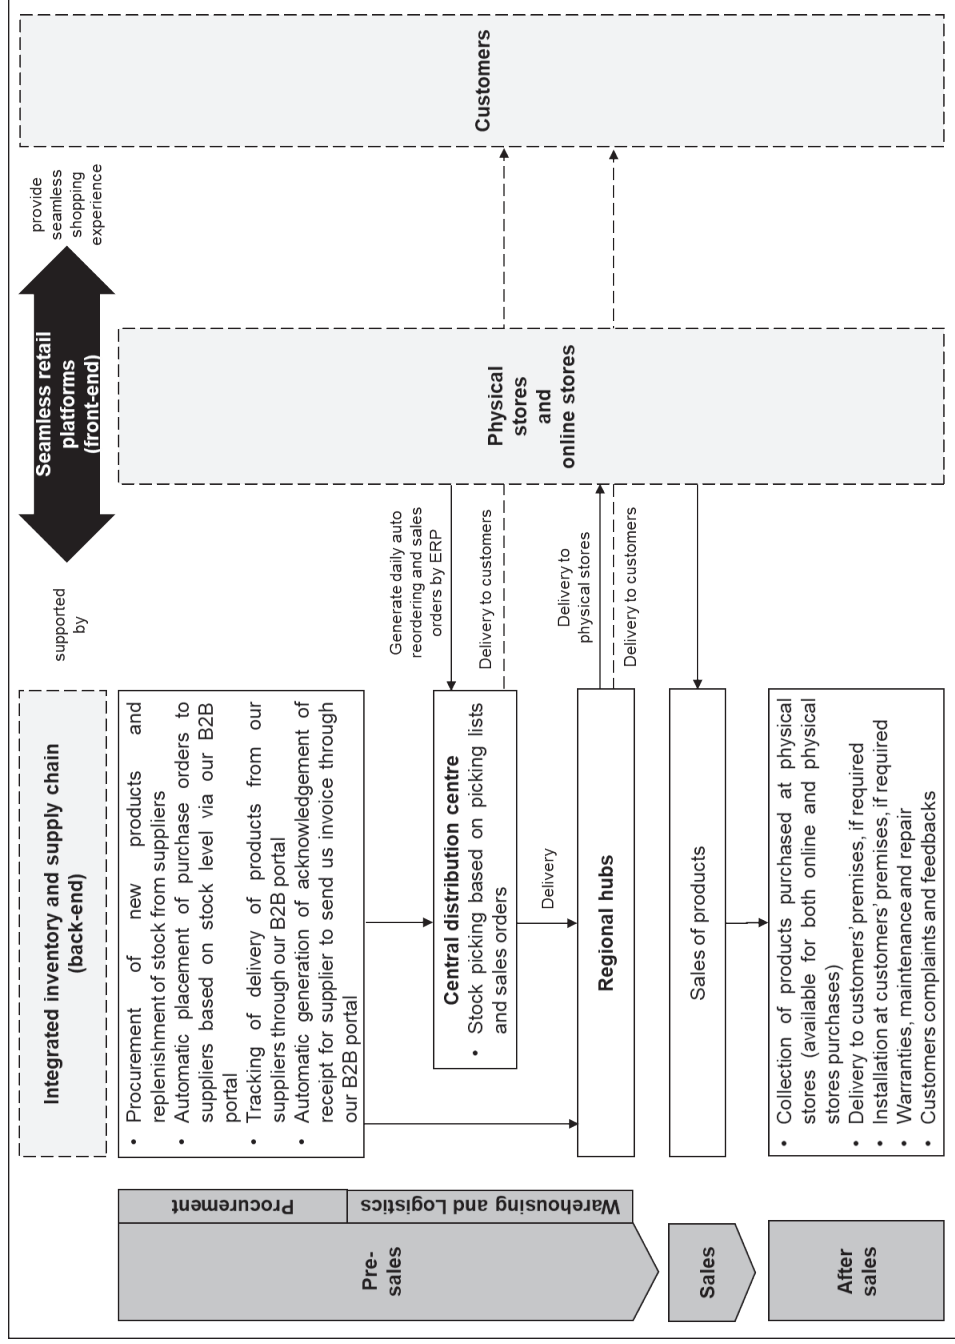 Integrated inventory and supply chain
(back-end)
supported
by
Seamless retail
platforms
(front-end)
provide
seamless
shopping
experience
Pre-
sales
Procurement
Warehousing and Logistics
• Procurement of new products and
replenishment of stock from suppliers
• Automatic placement of purchase orders to
suppliers based on stock level via our B2B
portal
• Tracking of delivery of products from our
suppliers through our B2B portal
• Automatic generation of acknowledgement of
receipt for supplier to send us invoice through
our B2B portal
Central distribution centre
• Stock picking based on picking lists
and sales orders
Delivery
Regional hubs
Generate daily auto
reordering and sales
orders by ERP
Delivery to customers
Delivery to
physical stores
Delivery to customers
Physical
stores
and
online stores
Customers
Sales
Sales of products
After
sales
• Collection of products purchased at physical
stores (available for both online and physical
stores purchases)
• Delivery to customers' premises, if required
• Installation at customers' premises, if required
• Warranties, maintenance and repair
• Customers complaints and feedbacks